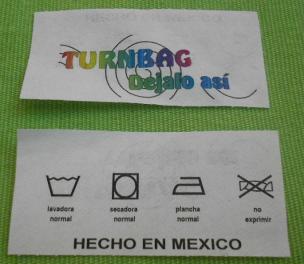 TURNBAG
Dejalo así
lavadora normal
secadora normal
plancha normal
no exprimir
HECHO EN MEXICO